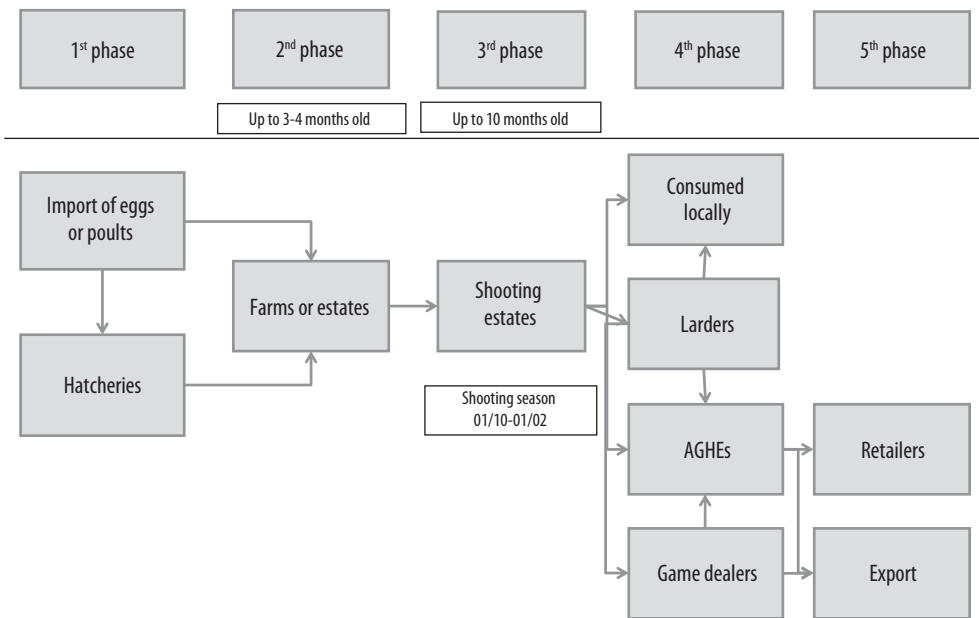 1st phase
2nd phase
3rd phase
4th phase
5th phase
Up to 3-4 months old
Up to 10 months old
Import of eggs
or poults
Hatcheries
Farms or estates
Shooting
estates
Shooting season
01/10-01/02
Consumed
locally
Larders
AGHEs
Game dealers
Retailers
Export